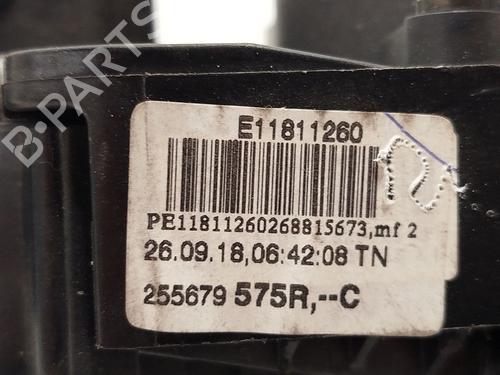 B-PARTS
E11811260
PE11811260268815673,mf 2
26.09.18,06:42:08 TN
255679 575R,--C